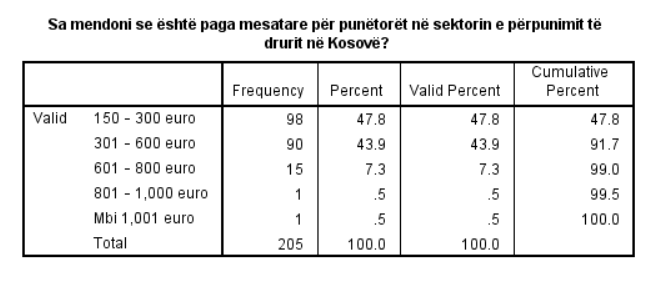 Sa mendoni se është paga mesatare për punëtorët në sektorin e përpunimit të
drurit në Kosovë?
Frequency Percent Valid Percent Cumulative Percent
Valid 150 - 300 euro 98 47.8 47.8 47.8
301 - 600 euro 90 43.9 43.9 91.7
601 - 800 euro 15 7.3 7.3 99.0
801 - 1,000 euro 1 .5 .5 99.5
Mbi 1,001 euro 1 .5 .5 100.0
Total 205 100.0 100.0